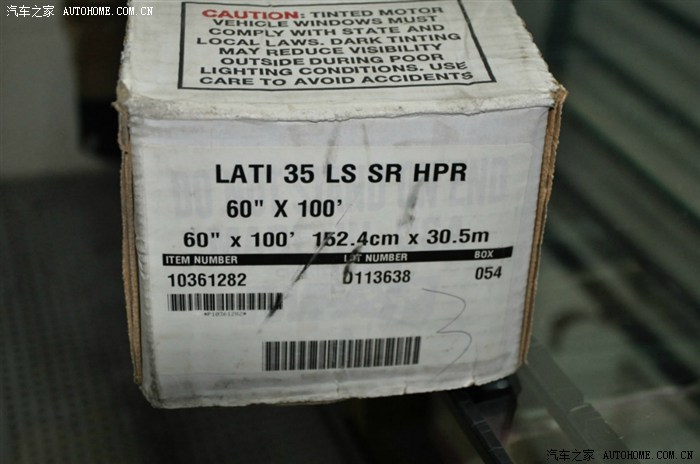 汽车之家 AUTOHOME.COM.CN
CAUTION: TINTED MOTOR
VEHICLE WINDOWS MUST
COMPLY WITH STATE AND
LOCAL LAWS. DARK TINTING
MAY REDUCE VISIBILITY
OUTSIDE DURING POOR
LIGHTING CONDITIONS. USE
CARE TO AVOID ACCIDENTS
LATI 35 LS SR HPR
60" X 100'
60" x 100' 152.4cm x 30.5m
ITEM NUMBER LOT NUMBER BOX
10361282 D113638 054
*P10361282*
3
汽车之家 AUTOHOME.COM.CN